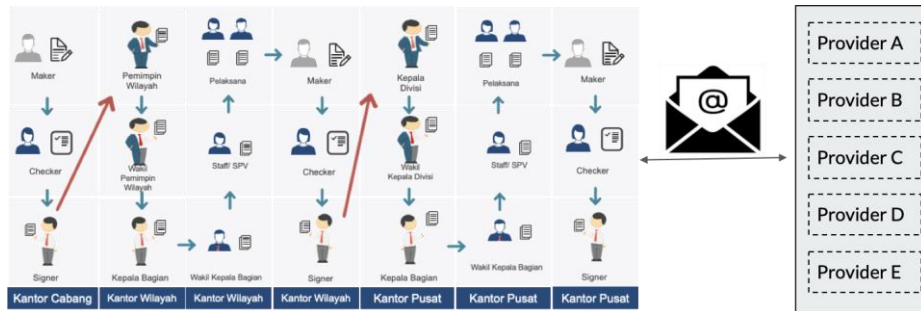 Maker
Checker
Signer
Kantor Cabang
Pemimpin
Wilayah
Wakil
Pemimpin
Wilayah
Kepala Bagian
Kantor Wilayah
Pelaksana
Staff/ SPV
Wakil Kepala Bagian
Kantor Wilayah
Maker
Checker
Signer
Kantor Wilayah
Kepala
Divisi
Wakil
Kepala Divisi
Kepala Bagian
Kantor Pusat
Pelaksana
Staff/ SPV
Wakil Kepala Bagian
Kantor Pusat
Maker
Checker
Signer
Kantor Pusat
@
Provider A
Provider B
Provider C
Provider D
Provider E